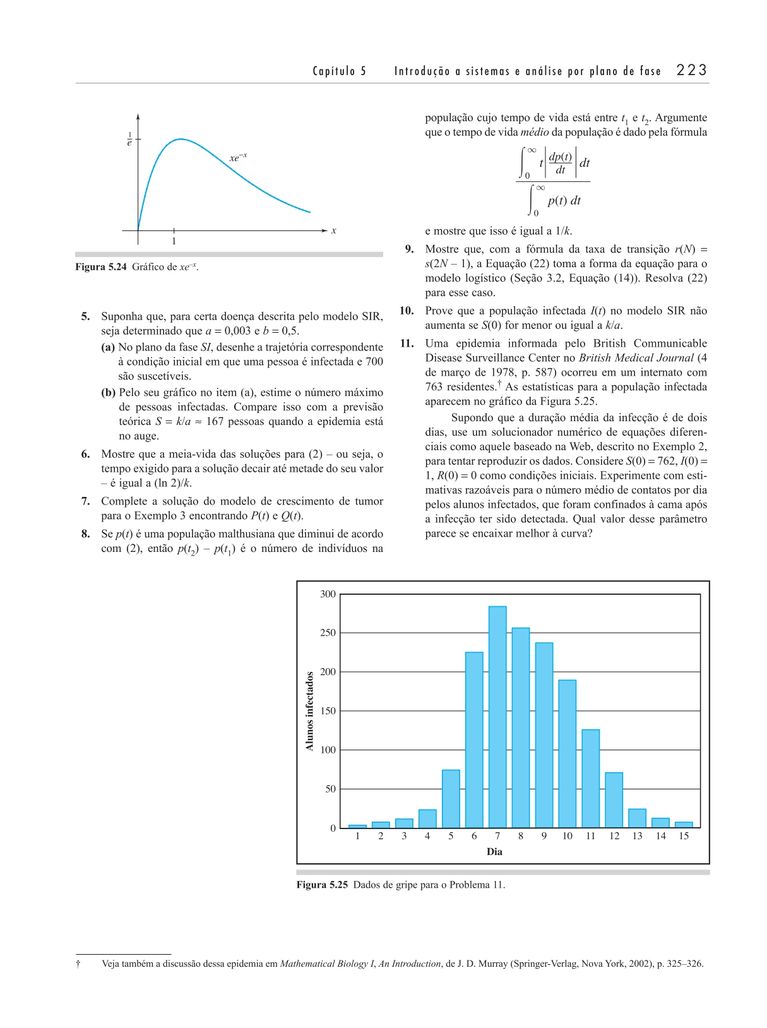 Capítulo 5 Introdução a sistemas e análise por plano de fase 223
1
e
xe⁻ˣ
x
1
Figura 5.24 Gráfico de xe⁻ˣ.
5. Suponha que, para certa doença descrita pelo modelo SIR,
seja determinado que a = 0,003 e b = 0,5.
(a) No plano da fase SI, desenhe a trajetória correspondente
à condição inicial em que uma pessoa é infectada e 700
são suscetíveis.
(b) Pelo seu gráfico no item (a), estime o número máximo
de pessoas infectadas. Compare isso com a previsão
teórica S = k/a ≈ 167 pessoas quando a epidemia está
no auge.
6. Mostre que a meia-vida das soluções para (2) – ou seja, o
tempo exigido para a solução decair até metade do seu valor
– é igual a (ln 2)/k.
7. Complete a solução do modelo de crescimento de tumor
para o Exemplo 3 encontrando P(t) e Q(t).
8. Se p(t) é uma população malthusiana que diminui de acordo
com (2), então p(t₂) – p(t₁) é o número de indivíduos na
população cujo tempo de vida está entre t₁ e t₂. Argumente
que o tempo de vida médio da população é dado pela fórmula
∫₀^∞ t |dp(t)/dt| dt
∫₀^∞ p(t) dt
e mostre que isso é igual a 1/k.
9. Mostre que, com a fórmula da taxa de transição r(N) =
s(2N – 1), a Equação (22) toma a forma da equação para o
modelo logístico (Seção 3.2, Equação (14)). Resolva (22)
para esse caso.
10. Prove que a população infectada I(t) no modelo SIR não
aumenta se S(0) for menor ou igual a k/a.
11. Uma epidemia informada pelo British Communicable
Disease Surveillance Center no British Medical Journal (4
de março de 1978, p. 587) ocorreu em um internato com
763 residentes.† As estatísticas para a população infectada
aparecem no gráfico da Figura 5.25.
Supondo que a duração média da infecção é de dois
dias, use um solucionador numérico de equações diferen-
ciais como aquele baseado na Web, descrito no Exemplo 2,
para tentar reproduzir os dados. Considere S(0) = 762, I(0) =
1, R(0) = 0 como condições iniciais. Experimente com esti-
mativas razoáveis para o número médio de contatos por dia
pelos alunos infectados, que foram confinados à cama após
a infecção ter sido detectada. Qual valor desse parâmetro
parece se encaixar melhor à curva?
300
250
200
150
100
50
0
Alunos infectados
1 2 3 4 5 6 7 8 9 10 11 12 13 14 15
Dia
Figura 5.25 Dados de gripe para o Problema 11.
† Veja também a discussão dessa epidemia em Mathematical Biology I, An Introduction, de J. D. Murray (Springer-Verlag, Nova York, 2002), p. 325–326.